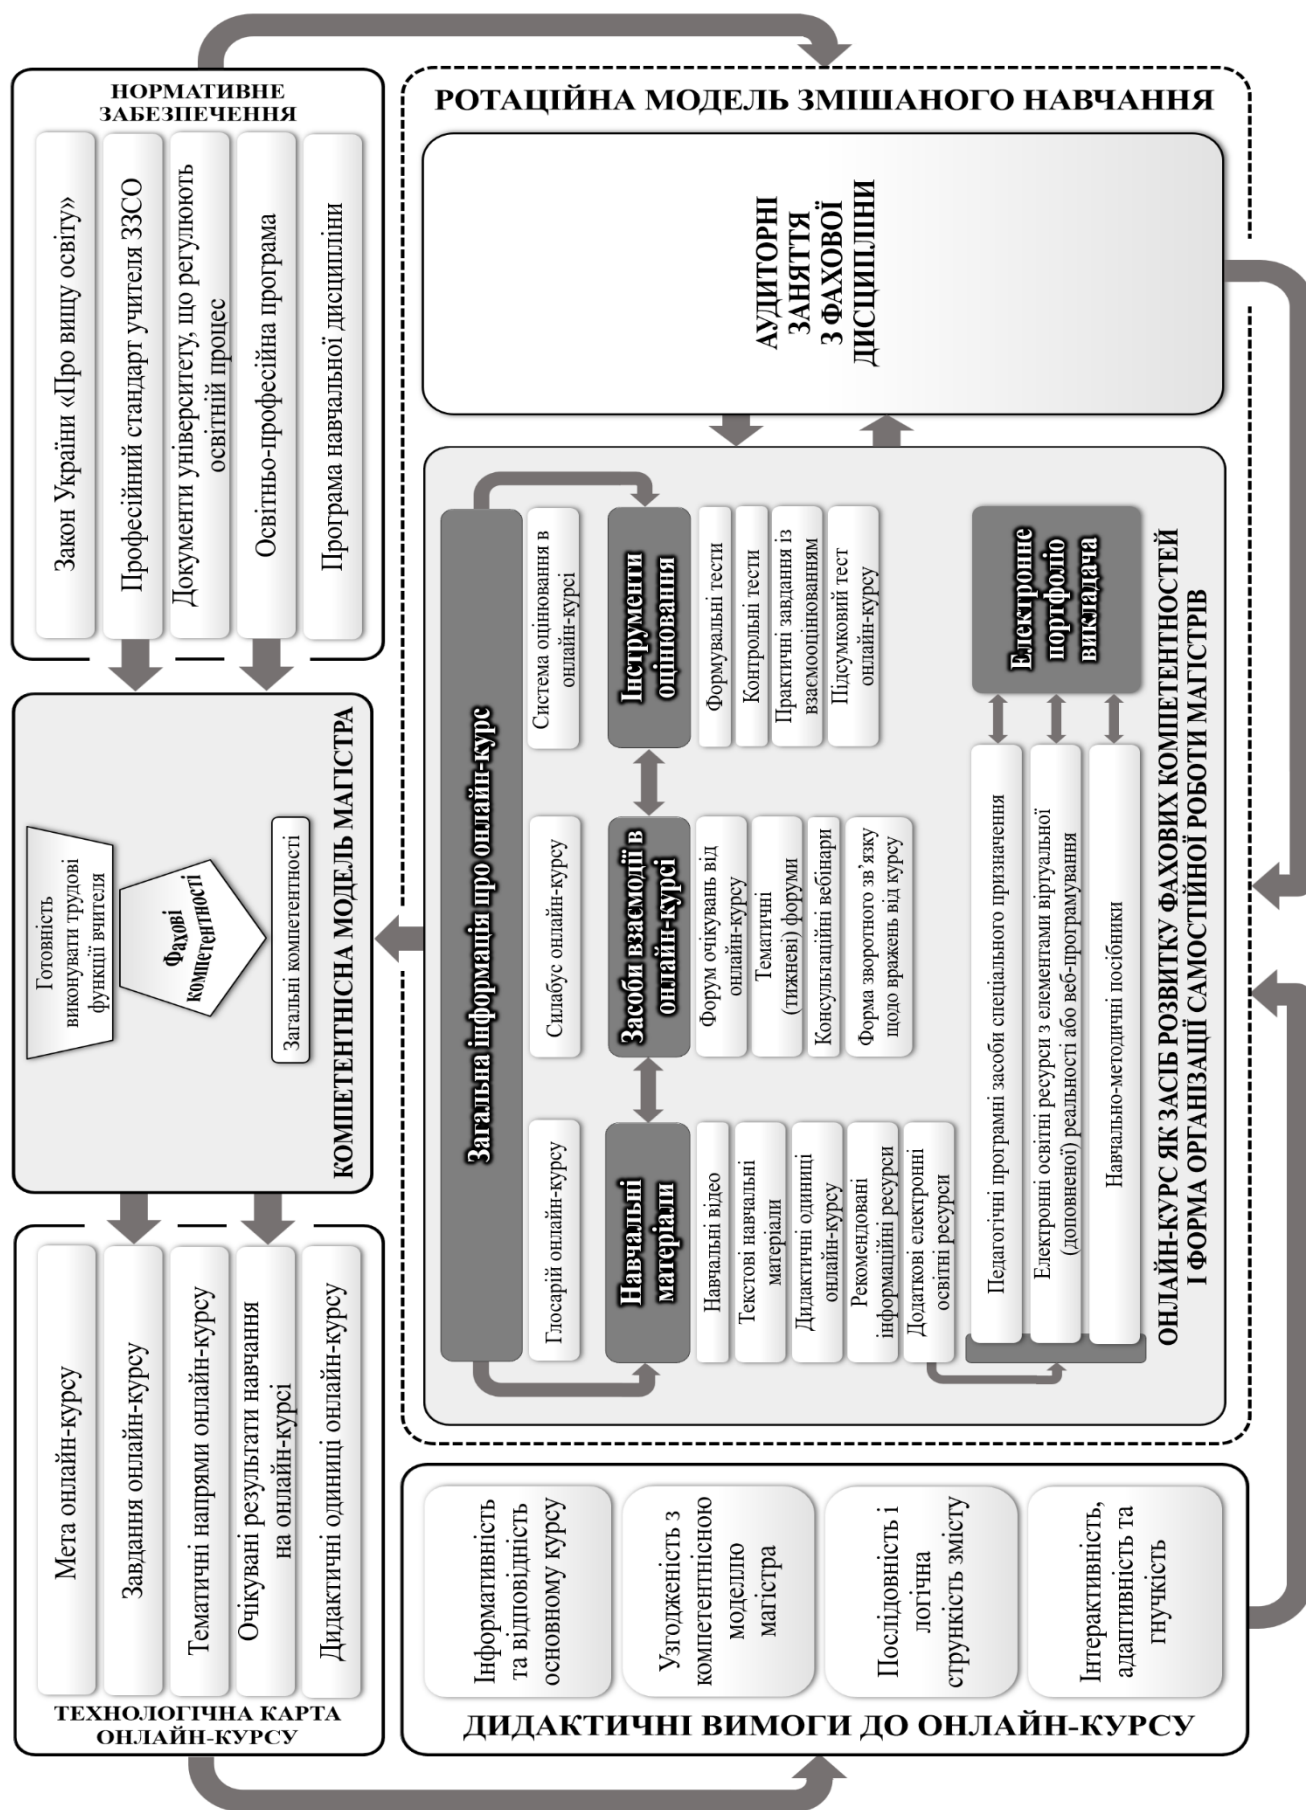 НОРМАТИВНЕ
ЗАБЕЗПЕЧЕННЯ
Закон України «Про вищу освіту»
Професійний стандарт учителя ЗЗСО
Документи університету, що регулюють
освітній процес
Освітньо-професійна програма
Програма навчальної дисципліни
КОМПЕТЕНТНІСНА МОДЕЛЬ МАГІСТРА
Готовність
виконувати трудові
функції вчителя
Фахові
компетентності
Загальні компетентності
ТЕХНОЛОГІЧНА КАРТА
ОНЛАЙН-КУРСУ
Мета онлайн-курсу
Завдання онлайн-курсу
Тематичні напрями онлайн-курсу
Очікувані результати навчання
на онлайн-курсі
Дидактичні одиниці онлайн-курсу
РОТАЦІЙНА МОДЕЛЬ ЗМІШАНОГО НАВЧАННЯ
АУДИТОРНІ
ЗАНЯТТЯ
З ФАХОВОЇ
ДИСЦИПЛІНИ
Загальна інформація про онлайн-курс
Глосарій онлайн-курсу
Силабус онлайн-курсу
Система оцінювання в
онлайн-курсі
Навчальні
матеріали
Навчальні відео
Текстові навчальні
матеріали
Дидактичні одиниці
онлайн-курсу
Рекомендовані
інформаційні ресурси
Додаткові електронні
освітні ресурси
Засоби взаємодії в
онлайн-курсі
Форум очікувань від
онлайн-курсу
Тематичні
(тижневі) форуми
Консультаційні вебінари
Форма зворотного зв’язку
щодо вражень від курсу
Інструменти
оцінювання
Формувальні тести
Контрольні тести
Практичні завдання із
взаємооцінюванням
Підсумковий тест
онлайн-курсу
Педагогічні програмні засоби спеціального призначення
Електронні освітні ресурси з елементами віртуальної
(доповненої) реальності або веб-програмування
Навчально-методичні посібники
Електронне
портфоліо
викладача
ОНЛАЙН-КУРС ЯК ЗАСІБ РОЗВИТКУ ФАХОВИХ КОМПЕТЕНТНОСТЕЙ
І ФОРМА ОРГАНІЗАЦІЇ САМОСТІЙНОЇ РОБОТИ МАГІСТРІВ
Інформативність
та відповідність
основному курсу
Узгодженість з
компетентнісною
моделлю
магістра
Послідовність і
логічна
стрункість змісту
Інтерактивність,
адаптивність та
гнучкість
ДИДАКТИЧНІ ВИМОГИ ДО ОНЛАЙН-КУРСУ